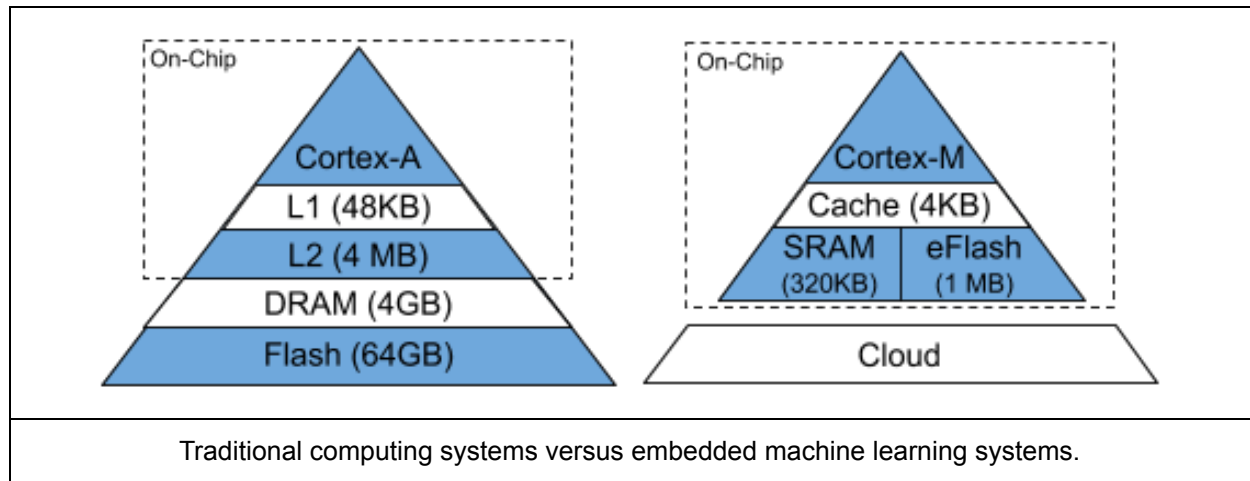 On-Chip
Cortex-A
L1 (48KB)
L2 (4 MB)
DRAM (4GB)
Flash (64GB)
On-Chip
Cortex-M
Cache (4KB)
SRAM
(320KB)
eFlash
(1 MB)
Cloud
Traditional computing systems versus embedded machine learning systems.